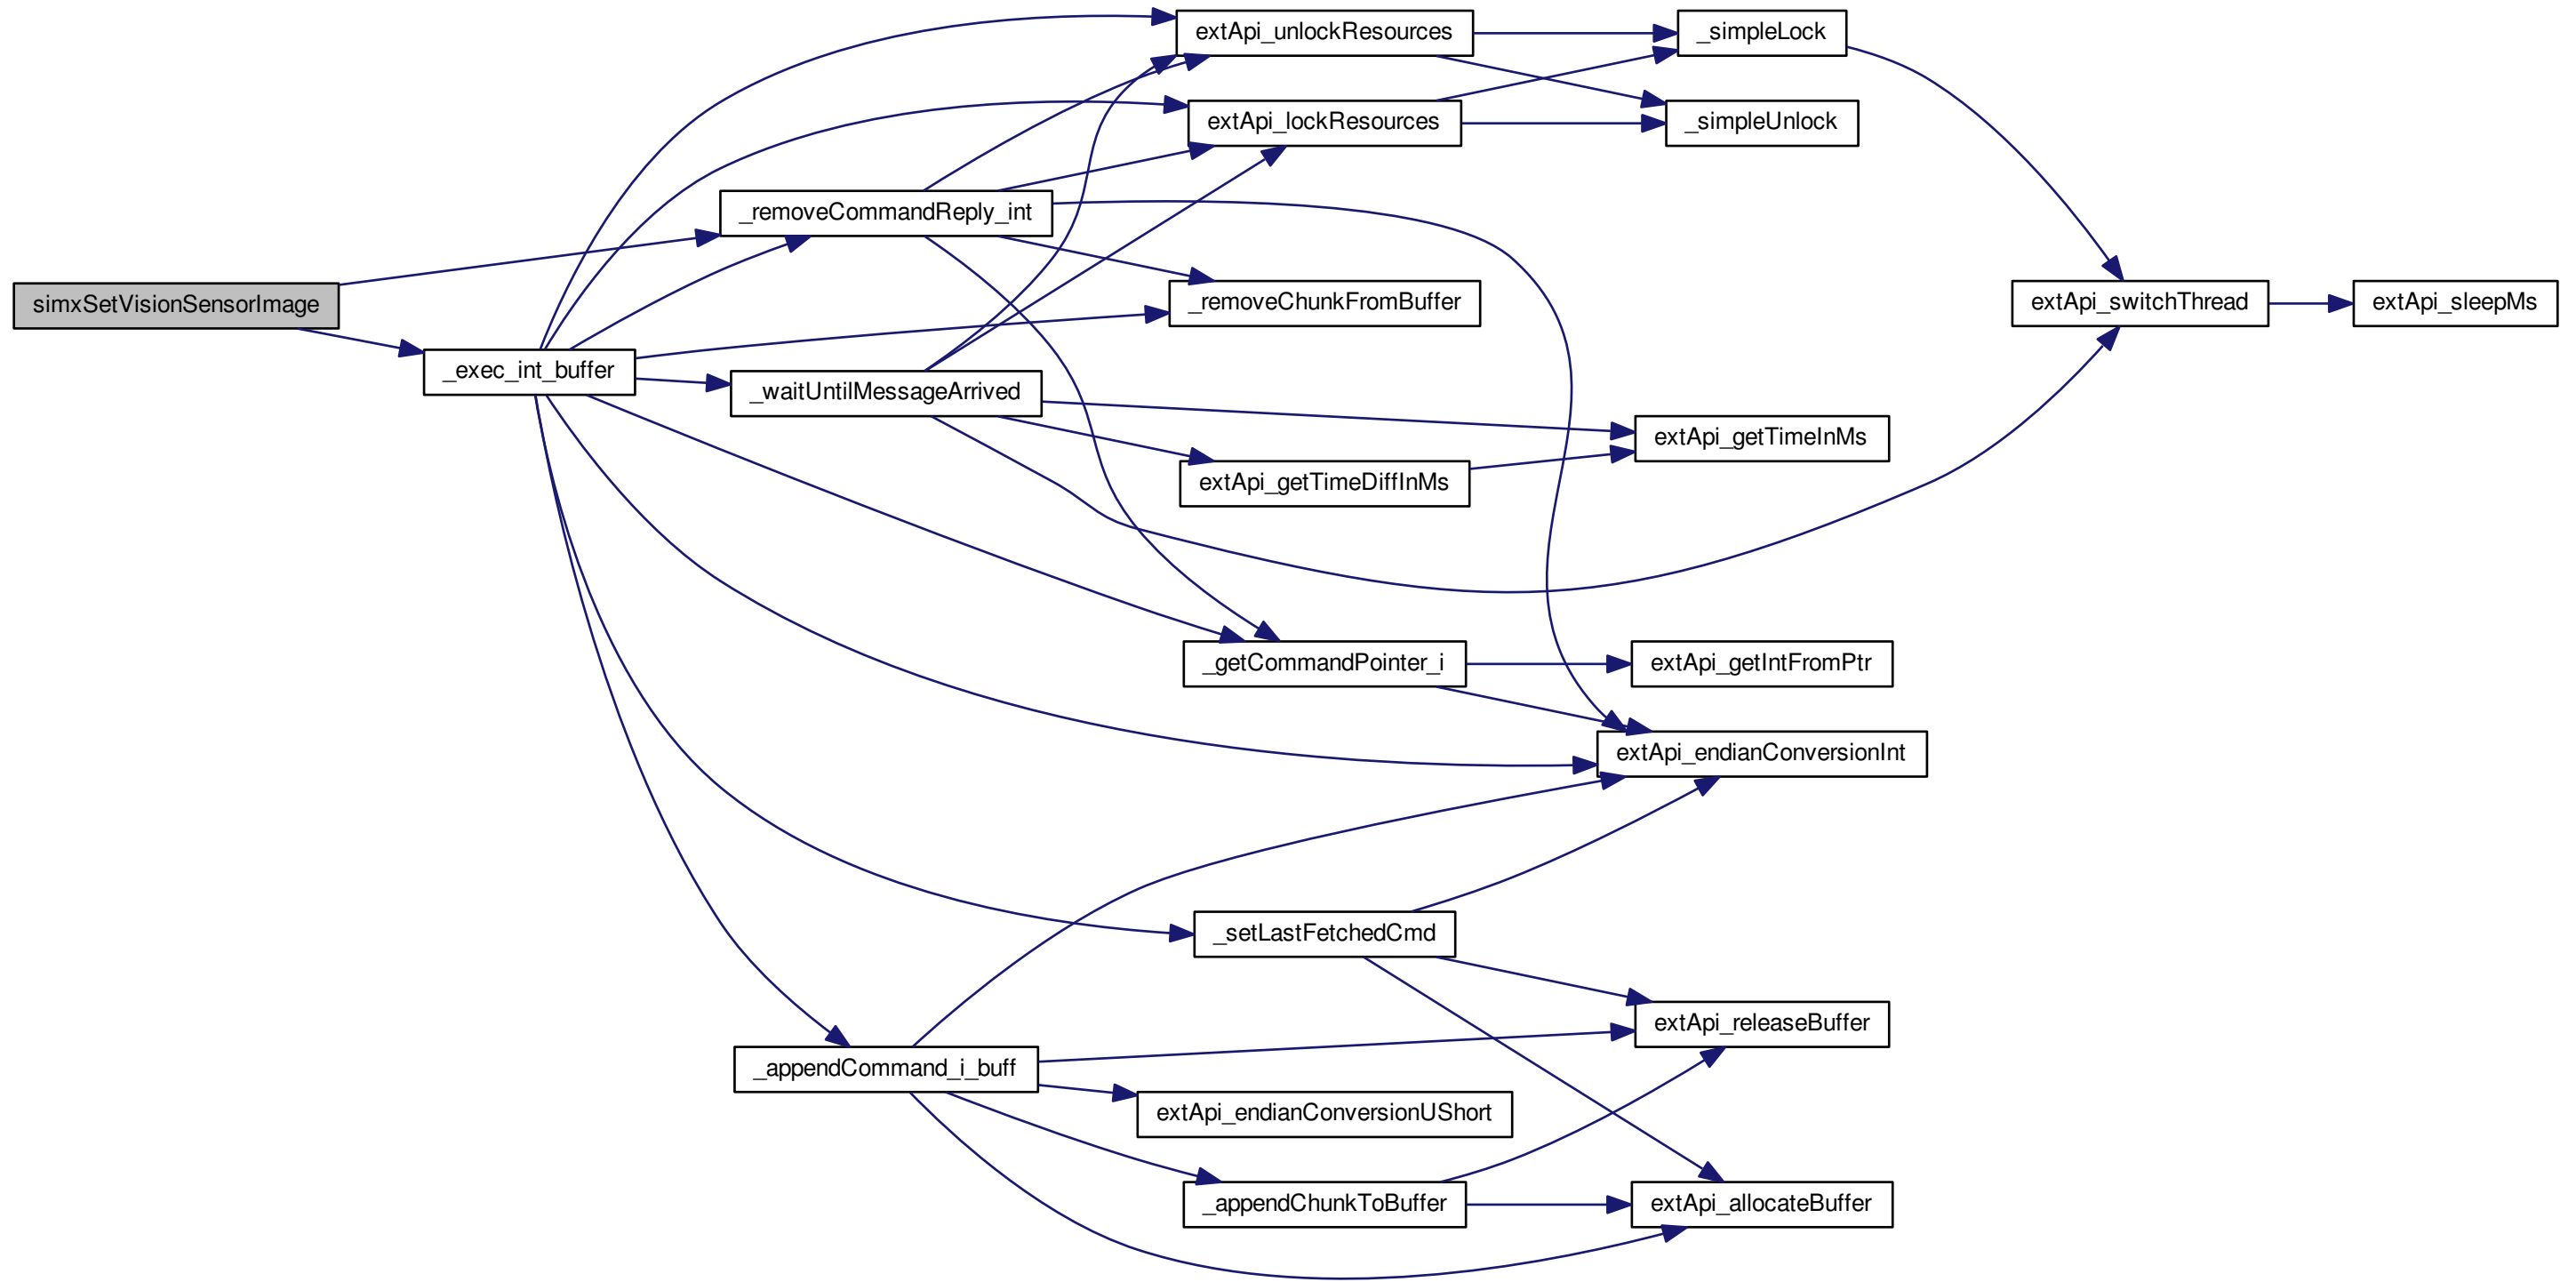 extApi_unlockResources
_simpleLock
extApi_lockResources
_simpleUnlock
_removeCommandReply_int
simxSetVisionSensorImage
_removeChunkFromBuffer
extApi_switchThread
extApi_sleepMs
_exec_int_buffer
_waitUntilMessageArrived
extApi_getTimeInMs
extApi_getTimeDiffInMs
_getCommandPointer_i
extApi_getIntFromPtr
extApi_endianConversionInt
_setLastFetchedCmd
extApi_releaseBuffer
_appendCommand_i_buff
extApi_endianConversionUShort
_appendChunkToBuffer
extApi_allocateBuffer